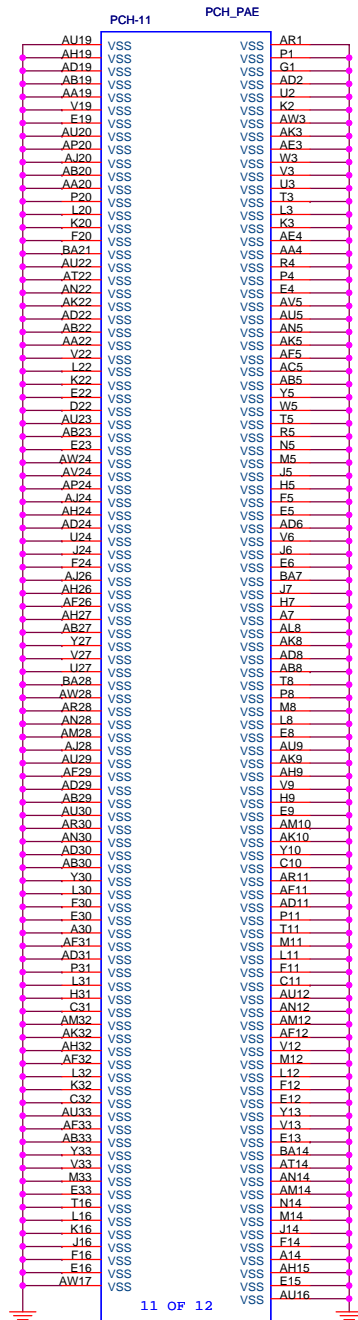 PCH-11 PCH_PAE
AU19 VSS VSS AR1
AH19 VSS VSS P1
AD19 VSS VSS G1
AB19 VSS VSS AD2
AA19 VSS VSS U2
V19 VSS VSS K2
E19 VSS VSS AW3
AU20 VSS VSS AK3
AP20 VSS VSS AE3
AJ20 VSS VSS W3
AB20 VSS VSS V3
AA20 VSS VSS U3
P20 VSS VSS T3
L20 VSS VSS L3
K20 VSS VSS K3
F20 VSS VSS AE4
BA21 VSS VSS AA4
AU22 VSS VSS R4
AT22 VSS VSS P4
AN22 VSS VSS E4
AK22 VSS VSS AV5
AD22 VSS VSS AU5
AB22 VSS VSS AN5
AA22 VSS VSS AK5
V22 VSS VSS AF5
L22 VSS VSS AC5
K22 VSS VSS AB5
E22 VSS VSS Y5
D22 VSS VSS W5
AU23 VSS VSS T5
AB23 VSS VSS R5
E23 VSS VSS N5
AW24 VSS VSS M5
AV24 VSS VSS J5
AP24 VSS VSS H5
AJ24 VSS VSS F5
AH24 VSS VSS E5
AD24 VSS VSS AD6
U24 VSS VSS V6
J24 VSS VSS J6
F24 VSS VSS E6
AJ26 VSS VSS BA7
AH26 VSS VSS J7
AF26 VSS VSS H7
AH27 VSS VSS A7
AB27 VSS VSS AL8
Y27 VSS VSS AK8
V27 VSS VSS AD8
U27 VSS VSS AB8
BA28 VSS VSS T8
AW28 VSS VSS P8
AR28 VSS VSS M8
AN28 VSS VSS L8
AM28 VSS VSS E8
AJ28 VSS VSS AU9
AU29 VSS VSS AK9
AF29 VSS VSS AH9
AD29 VSS VSS V9
AB29 VSS VSS H9
AU30 VSS VSS E9
AR30 VSS VSS AM10
AN30 VSS VSS AK10
AD30 VSS VSS Y10
AB30 VSS VSS C10
Y30 VSS VSS AR11
L30 VSS VSS AF11
F30 VSS VSS AD11
E30 VSS VSS P11
A30 VSS VSS T11
AF31 VSS VSS M11
AD31 VSS VSS L11
P31 VSS VSS F11
L31 VSS VSS C11
H31 VSS VSS AU12
C31 VSS VSS AN12
AM32 VSS VSS AM12
AK32 VSS VSS AF12
AH32 VSS VSS V12
AF32 VSS VSS M12
L32 VSS VSS L12
K32 VSS VSS F12
C32 VSS VSS E12
AU33 VSS VSS Y13
AF33 VSS VSS V13
AB33 VSS VSS E13
Y33 VSS VSS BA14
V33 VSS VSS AT14
M33 VSS VSS AN14
E33 VSS VSS AM14
T16 VSS VSS N14
L16 VSS VSS M14
K16 VSS VSS J14
J16 VSS VSS F14
F16 VSS VSS A14
E16 VSS VSS AH15
AW17 VSS VSS E15
VSS AU16
11 OF 12